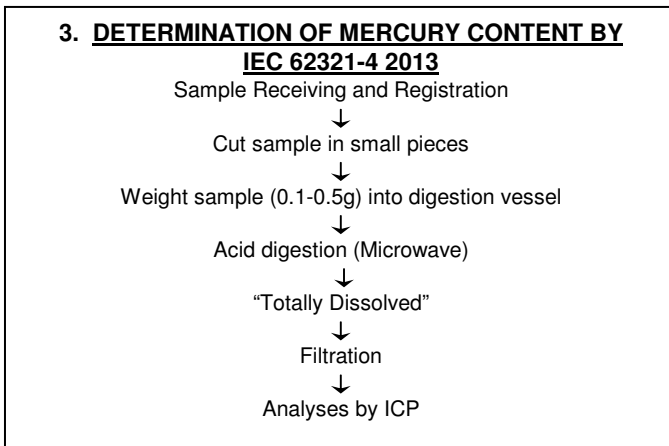 3. DETERMINATION OF MERCURY CONTENT BY
IEC 62321-4 2013
Sample Receiving and Registration
↓
Cut sample in small pieces
↓
Weight sample (0.1-0.5g) into digestion vessel
↓
Acid digestion (Microwave)
↓
“Totally Dissolved”
↓
Filtration
↓
Analyses by ICP